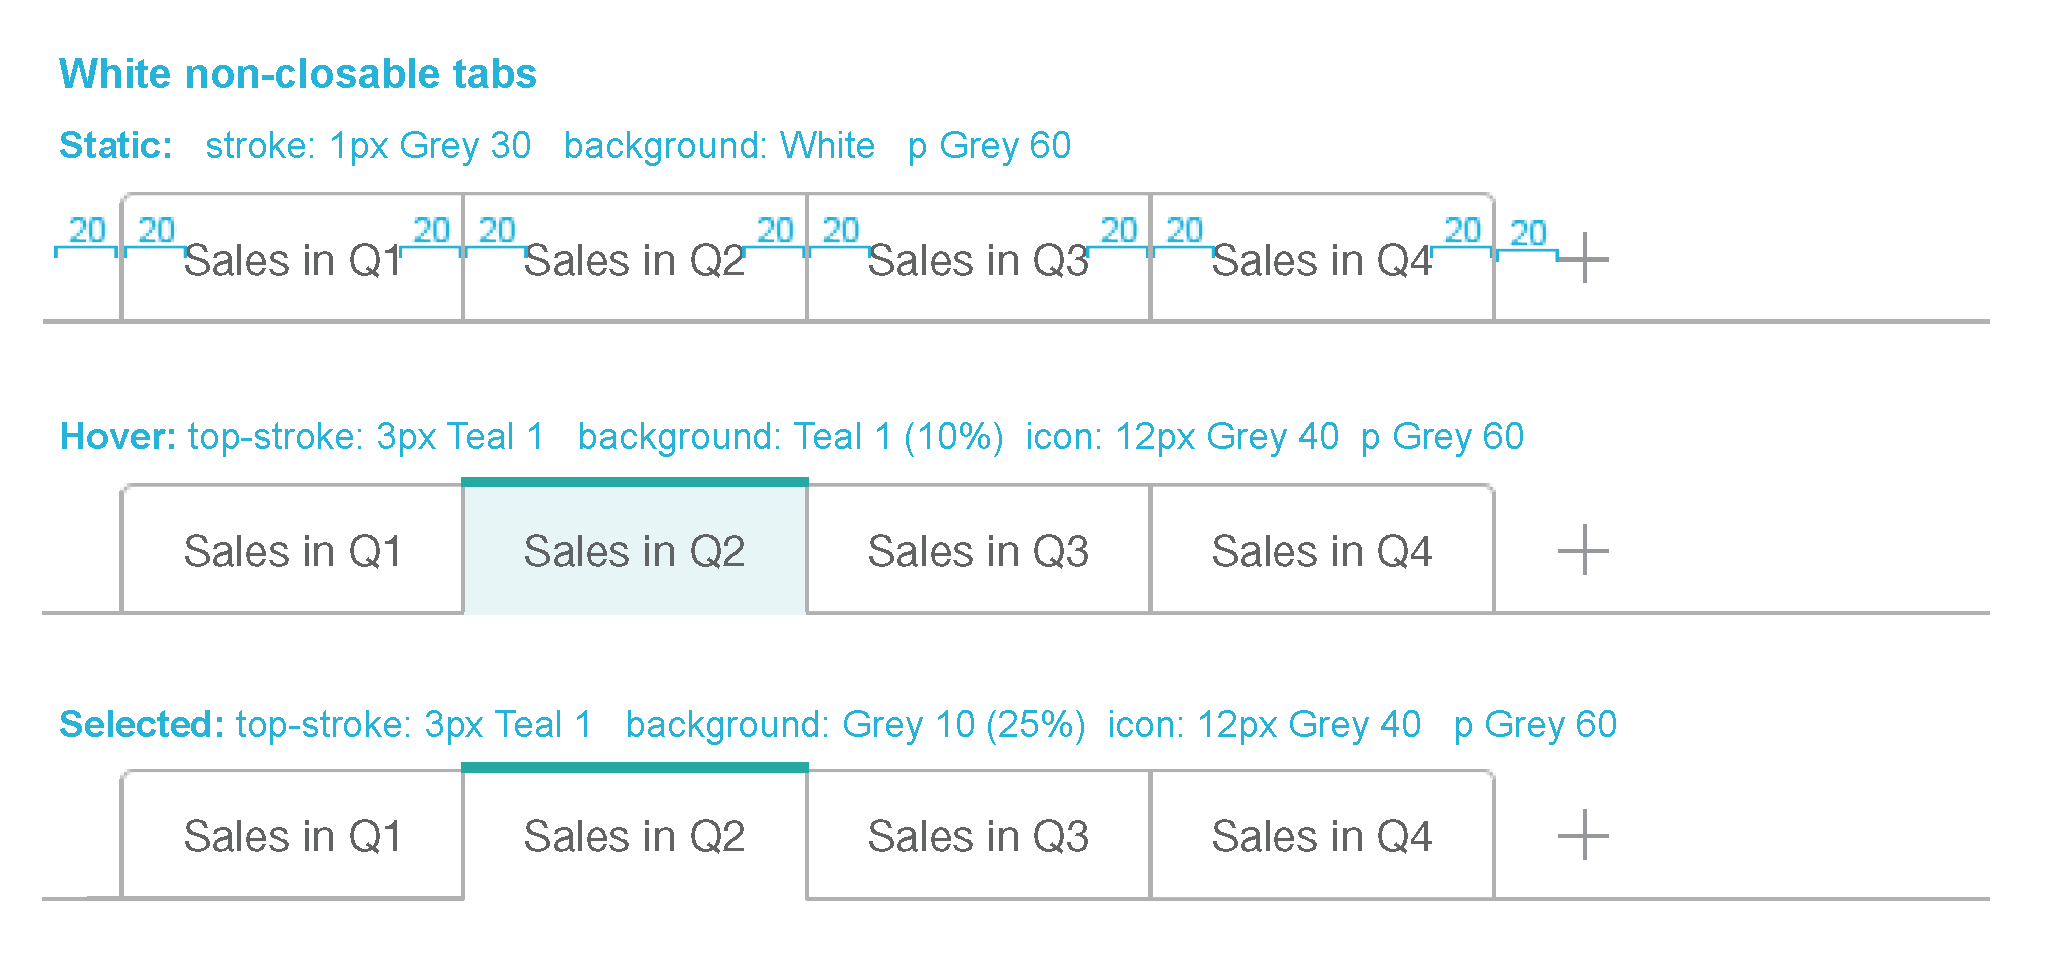 White non-closable tabs
Static: stroke: 1px Grey 30 background: White p Grey 60
20 20 20 20 20 20 20 20 20 20
Sales in Q1 Sales in Q2 Sales in Q3 Sales in Q4 +
Hover: top-stroke: 3px Teal 1 background: Teal 1 (10%) icon: 12px Grey 40 p Grey 60
Sales in Q1 Sales in Q2 Sales in Q3 Sales in Q4 +
Selected: top-stroke: 3px Teal 1 background: Grey 10 (25%) icon: 12px Grey 40 p Grey 60
Sales in Q1 Sales in Q2 Sales in Q3 Sales in Q4 +